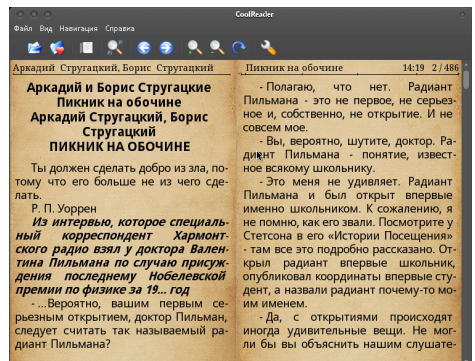 CoolReader
Файл Вид Навигация Справка
Аркадий Стругацкий, Борис Стругацкий
Аркадий и Борис Стругацкие
Пикник на обочине
Аркадий Стругацкий, Борис
Стругацкий
ПИКНИК НА ОБОЧИНЕ
Ты должен сделать добро из зла, по-
тому что его больше не из чего сде-
лать.
Р. П. Уоррен
Из интервью, которое специаль-
ный корреспондент Хармонт-
ского радио взял у доктора Вален-
тина Пильмана по случаю присуж-
дения последнему Нобелевской
премии по физике за 19... год
- ...Вероятно, вашим первым се-
рьезным открытием, доктор Пильман,
следует считать так называемый ра-
диант Пильмана?
Пикник на обочине 14:19 2 / 486
- Полагаю, что нет. Радиант
Пильмана - это не первое, не серьез-
ное и, собственно, не открытие. И не
совсем мое.
- Вы, вероятно, шутите, доктор. Ра-
диант Пильмана - понятие, извест-
ное всякому школьнику.
- Это меня не удивляет. Радиант
Пильмана и был открыт впервые
именно школьником. К сожалению, я
не помню, как его звали. Посмотрите у
Стетсона в его «Истории Посещения»
- там все это подробно рассказано. От-
крыл радиант впервые школьник,
опубликовал координаты впервые сту-
дент, а назвали радиант почему-то мо-
им именем.
- Да, с открытиями происходят
иногда удивительные вещи. Не мог-
ли бы вы объяснить нашим слушате-